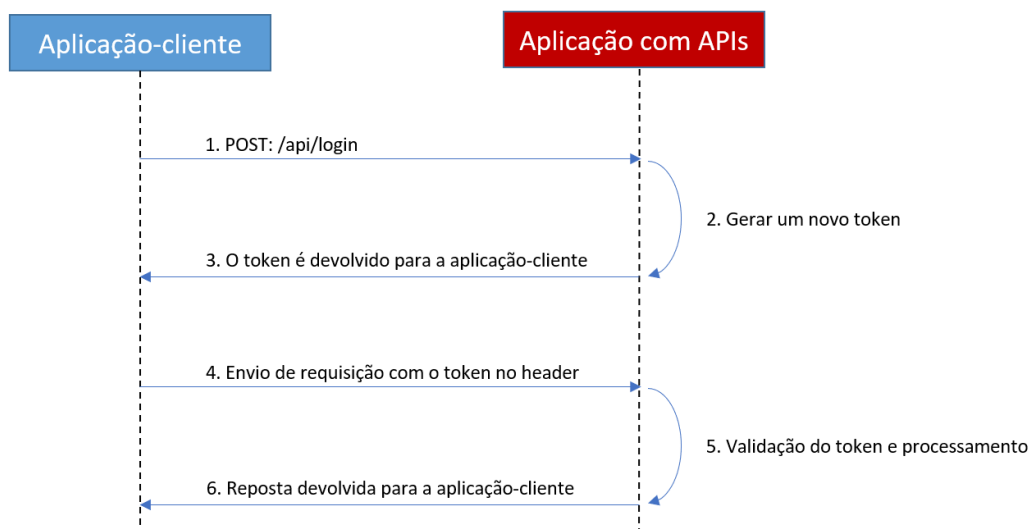 Aplicação-cliente
Aplicação com APIs
1. POST: /api/login
2. Gerar um novo token
3. O token é devolvido para a aplicação-cliente
4. Envio de requisição com o token no header
5. Validação do token e processamento
6. Reposta devolvida para a aplicação-cliente